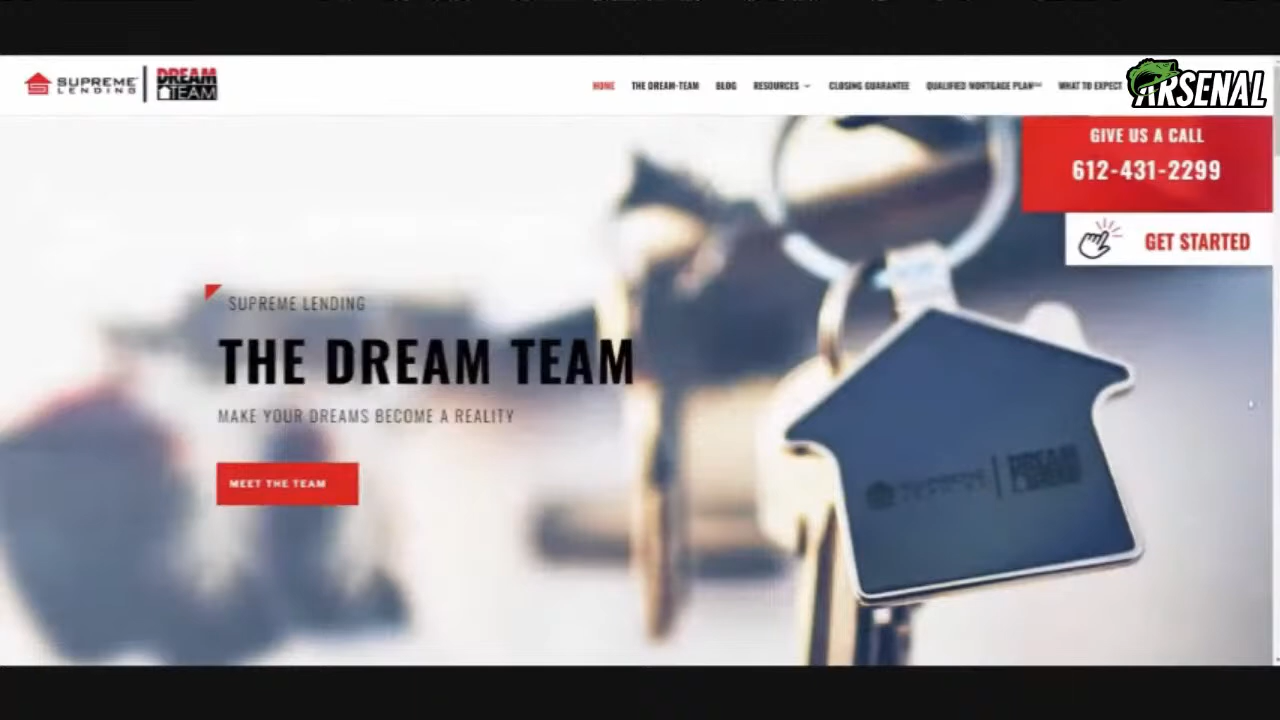 SUPREME LENDING
DREAM TEAM
HOME THE DREAM-TEAM BLOG RESOURCES CLOSING GUARANTEE QUALIFIED MORTGAGE PLAN WHAT TO EXPECT
ARSENAL
GIVE US A CALL
612-431-2299
GET STARTED
SUPREME LENDING
THE DREAM TEAM
MAKE YOUR DREAMS BECOME A REALITY
MEET THE TEAM
SUPREME
DREAM